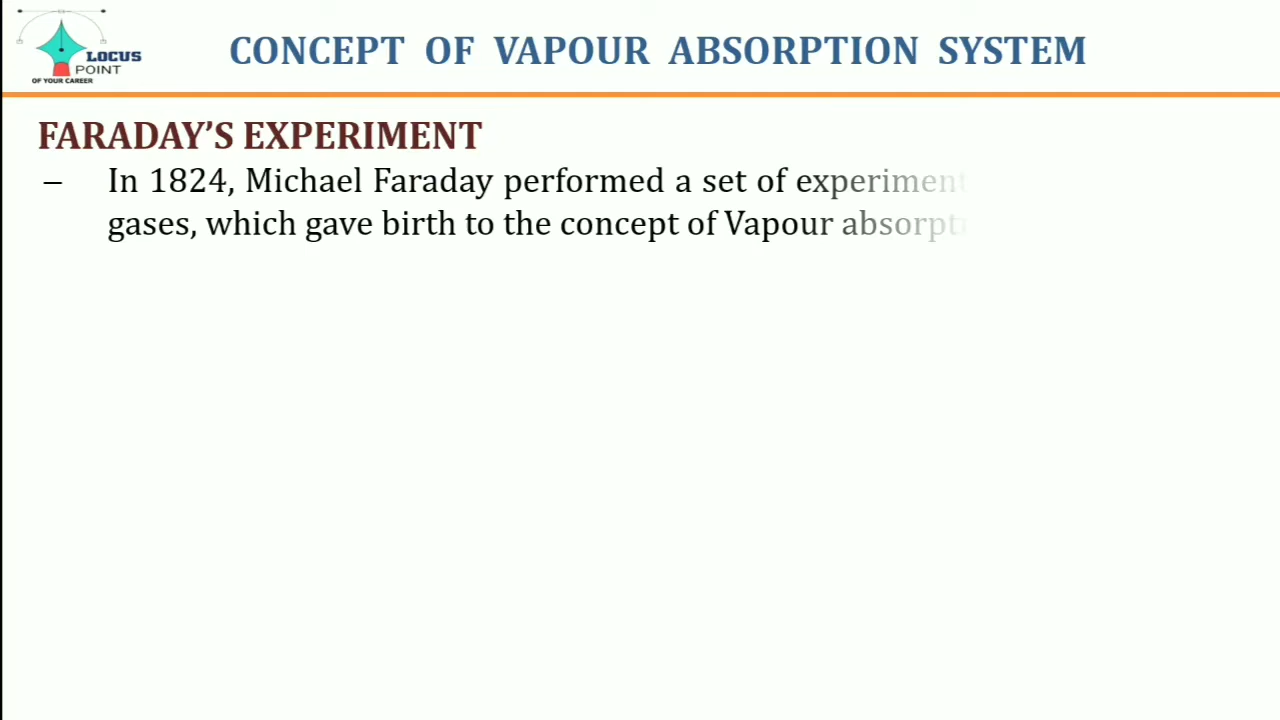 LOCUS
POINT
OF YOUR CAREER
CONCEPT OF VAPOUR ABSORPTION SYSTEM
FARADAY'S EXPERIMENT
– In 1824, Michael Faraday performed a set of experiment
gases, which gave birth to the concept of Vapour absorpt